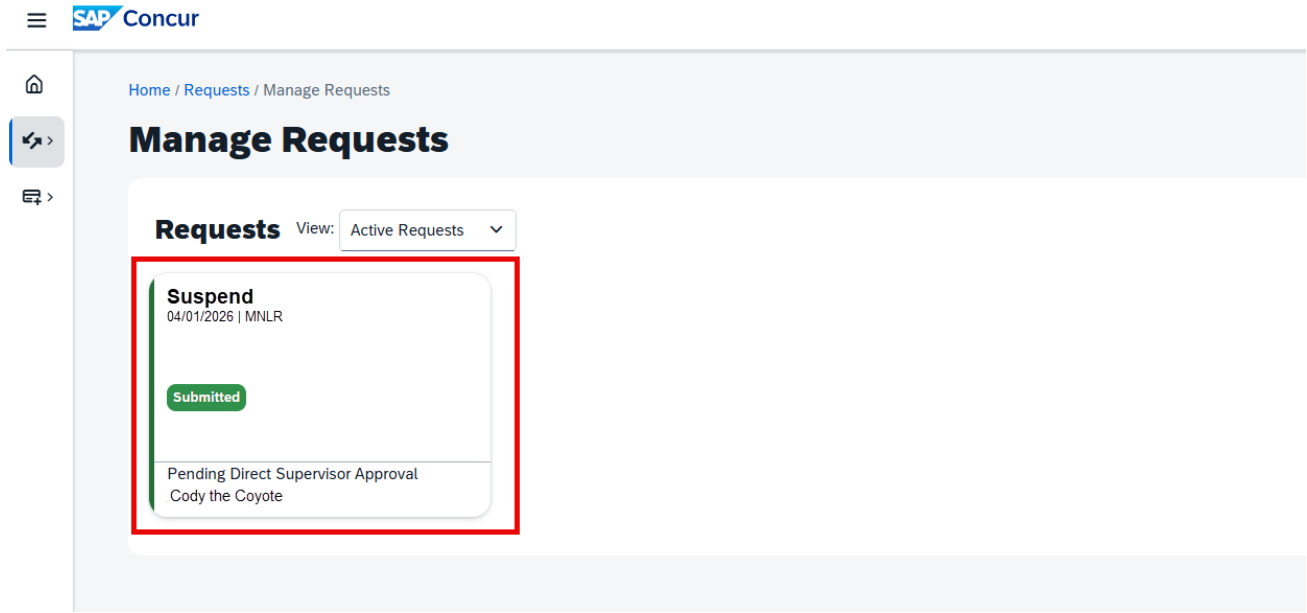 SAP Concur
Home / Requests / Manage Requests
Manage Requests
Requests View: Active Requests
Suspend
04/01/2026 | MNLR
Submitted
Pending Direct Supervisor Approval
Cody the Coyote